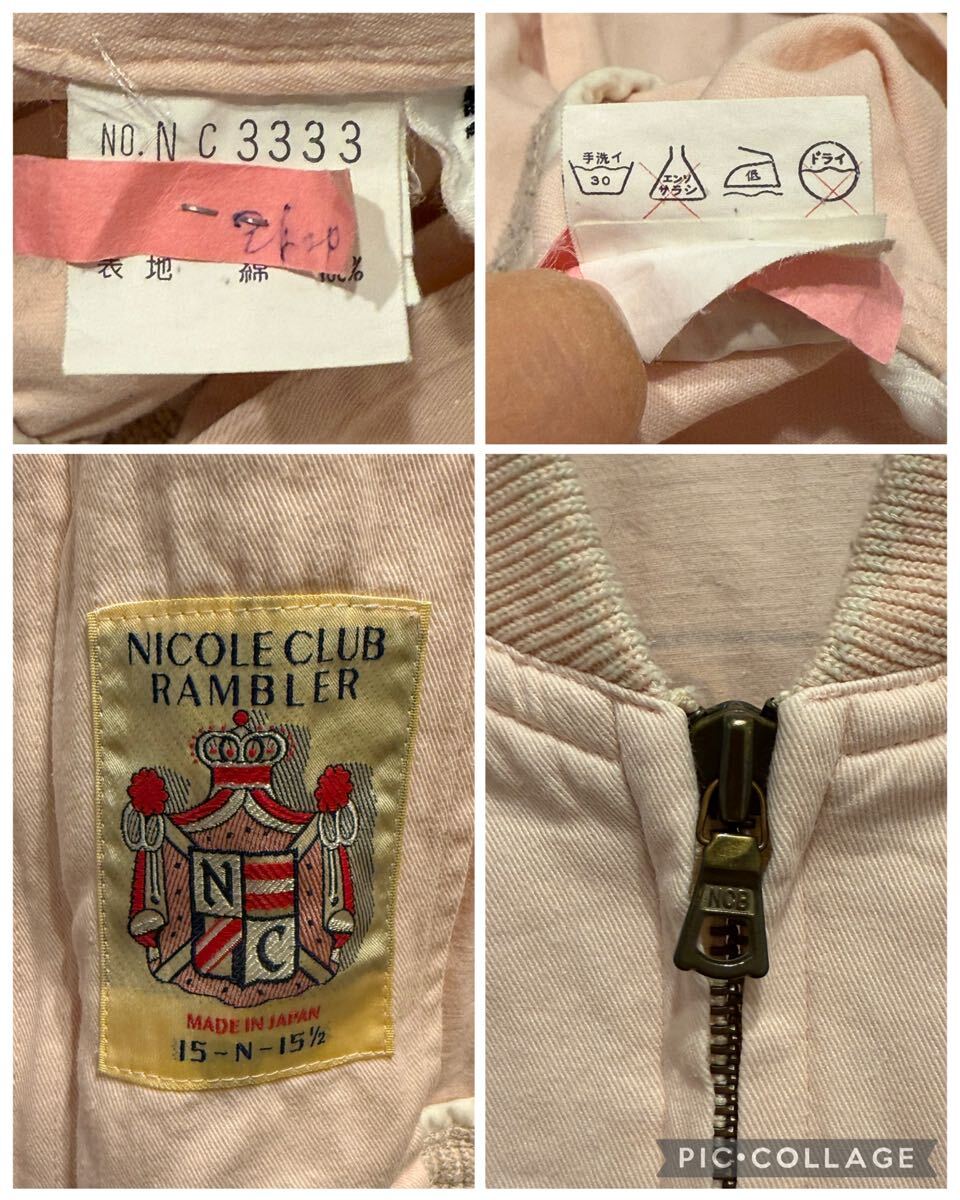 NO. N C 3333
表 地 綿 100%
手洗イ
30
エンソ
サラシ
低
ドライ
NICOLE CLUB
RAMBLER
N
C
MADE IN JAPAN
15-N-15½
NCB
PIC•COLLAGE